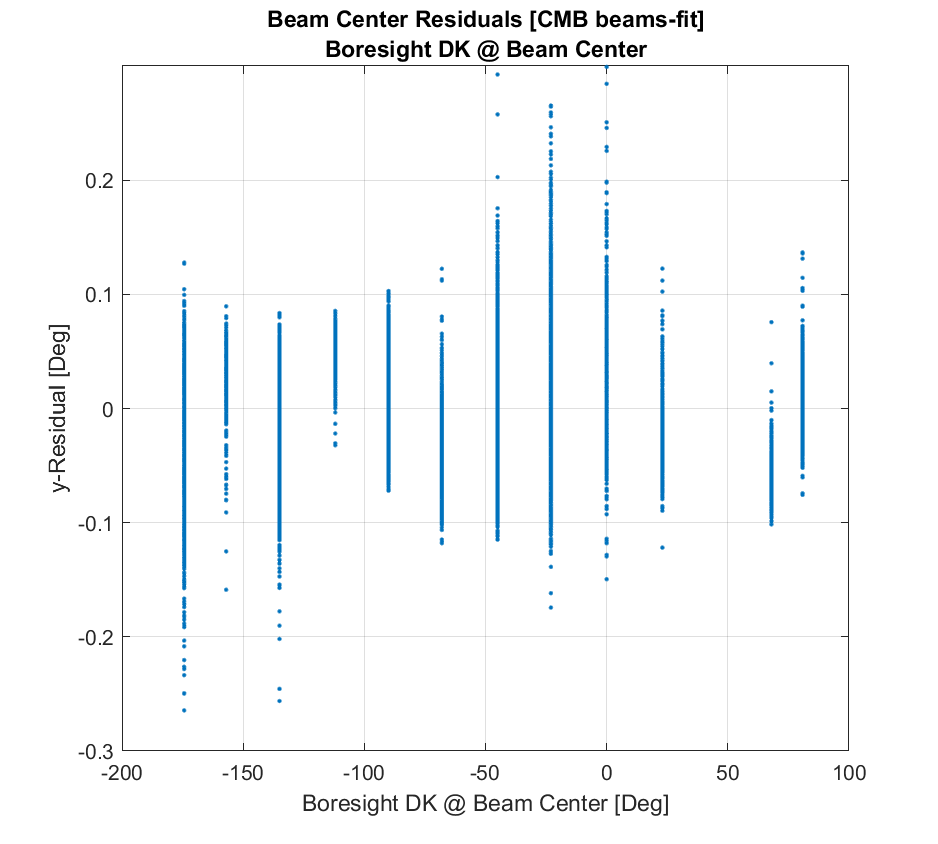 Beam Center Residuals [CMB beams-fit]
Boresight DK @ Beam Center
0.2
0.1
0
-0.1
-0.2
-0.3
y-Residual [Deg]
-200 -150 -100 -50 0 50 100
Boresight DK @ Beam Center [Deg]